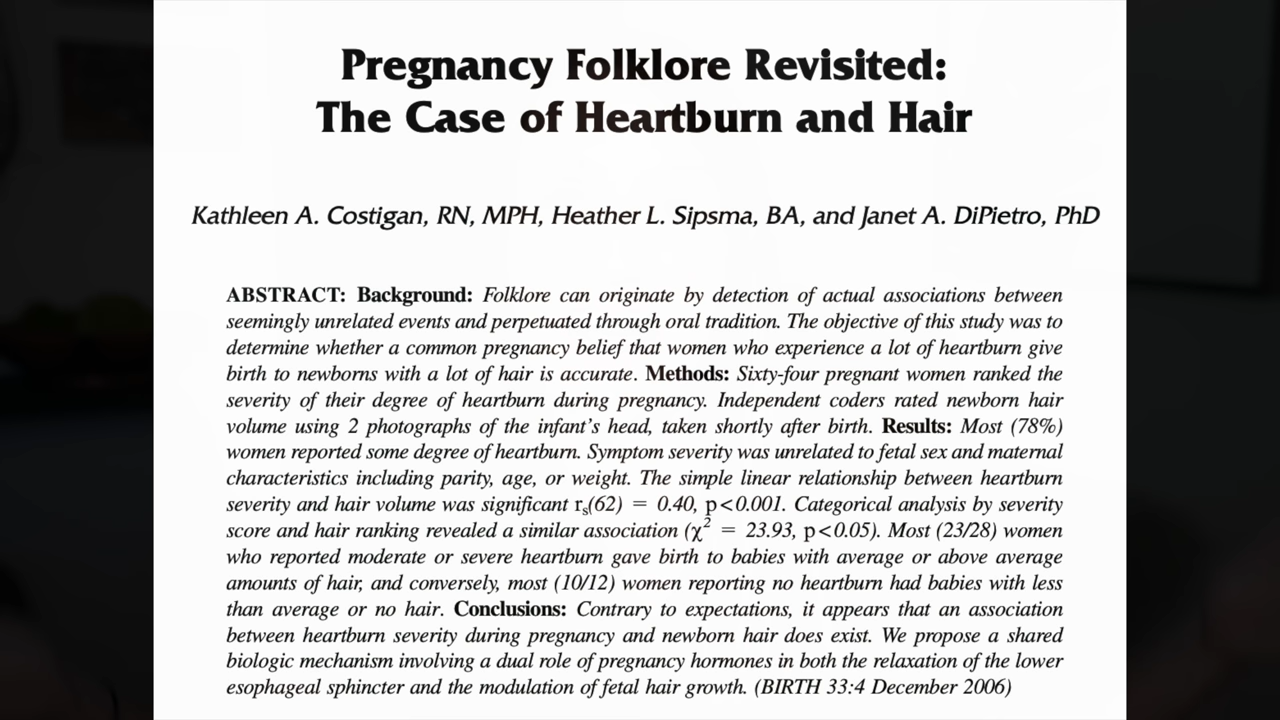 Pregnancy Folklore Revisited:
The Case of Heartburn and Hair
Kathleen A. Costigan, RN, MPH, Heather L. Sipsma, BA, and Janet A. DiPietro, PhD
ABSTRACT: Background: Folklore can originate by detection of actual associations between
seemingly unrelated events and perpetuated through oral tradition. The objective of this study was to
determine whether a common pregnancy belief that women who experience a lot of heartburn give
birth to newborns with a lot of hair is accurate. Methods: Sixty-four pregnant women ranked the
severity of their degree of heartburn during pregnancy. Independent coders rated newborn hair
volume using 2 photographs of the infant's head, taken shortly after birth. Results: Most (78%)
women reported some degree of heartburn. Symptom severity was unrelated to fetal sex and maternal
characteristics including parity, age, or weight. The simple linear relationship between heartburn
severity and hair volume was significant rₛ(62) = 0.40, p<0.001. Categorical analysis by severity
score and hair ranking revealed a similar association (χ² = 23.93, p<0.05). Most (23/28) women
who reported moderate or severe heartburn gave birth to babies with average or above average
amounts of hair, and conversely, most (10/12) women reporting no heartburn had babies with less
than average or no hair. Conclusions: Contrary to expectations, it appears that an association
between heartburn severity during pregnancy and newborn hair does exist. We propose a shared
biologic mechanism involving a dual role of pregnancy hormones in both the relaxation of the lower
esophageal sphincter and the modulation of fetal hair growth. (BIRTH 33:4 December 2006)